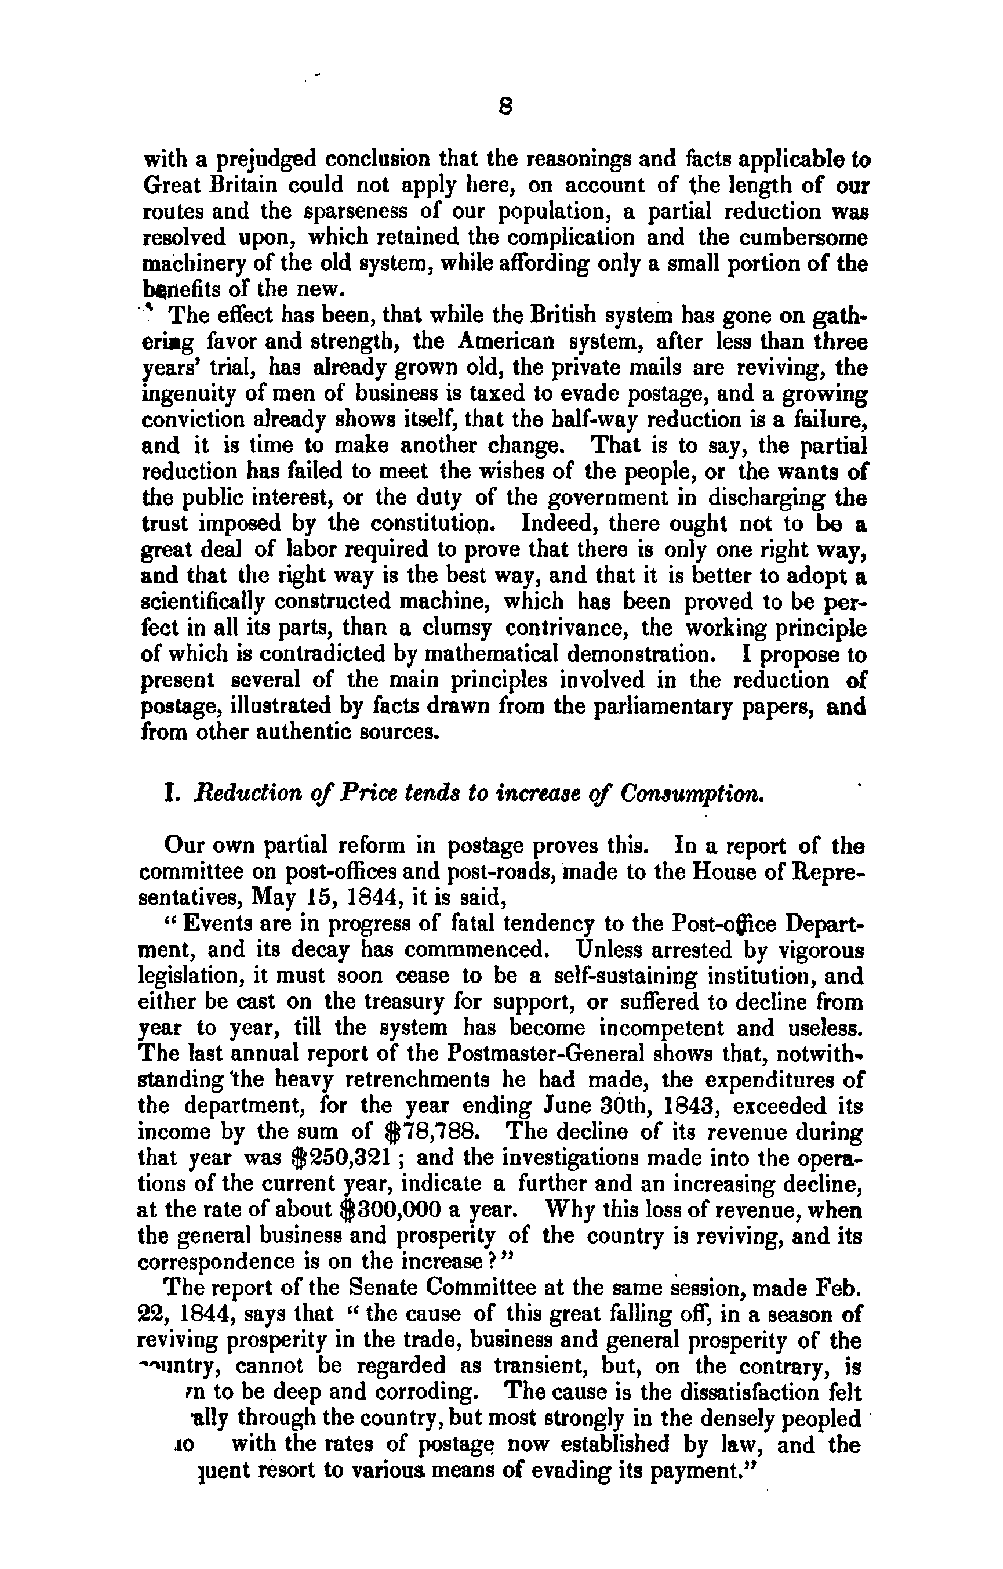 8
with a prejudged conclusion that the reasonings and facts applicable to
Great Britain could not apply here, on account of the length of our
routes and the sparseness of our population, a partial reduction was
resolved upon, which retained the complication and the cumbersome
machinery of the old system, while affording only a small portion of the
benefits of the new.
The effect has been, that while the British system has gone on gath-
ering favor and strength, the American system, after less than three
years' trial, has already grown old, the private mails are reviving, the
ingenuity of men of business is taxed to evade postage, and a growing
conviction already shows itself, that the half-way reduction is a failure,
and it is time to make another change. That is to say, the partial
reduction has failed to meet the wishes of the people, or the wants of
the public interest, or the duty of the government in discharging the
trust imposed by the constitution. Indeed, there ought not to be a
great deal of labor required to prove that there is only one right way,
and that the right way is the best way, and that it is better to adopt a
scientifically constructed machine, which has been proved to be per-
fect in all its parts, than a clumsy contrivance, the working principle
of which is contradicted by mathematical demonstration. I propose to
present several of the main principles involved in the reduction of
postage, illustrated by facts drawn from the parliamentary papers, and
from other authentic sources.
I. Reduction of Price tends to increase of Consumption.
Our own partial reform in postage proves this. In a report of the
committee on post-offices and post-roads, made to the House of Repre-
sentatives, May 15, 1844, it is said,
" Events are in progress of fatal tendency to the Post-office Depart-
ment, and its decay has commmenced. Unless arrested by vigorous
legislation, it must soon cease to be a self-sustaining institution, and
either be cast on the treasury for support, or suffered to decline from
year to year, till the system has become incompetent and useless.
The last annual report of the Postmaster-General shows that, notwith-
standing the heavy retrenchments he had made, the expenditures of
the department, for the year ending June 30th, 1843, exceeded its
income by the sum of $78,788. The decline of its revenue during
that year was $250,321 ; and the investigations made into the opera-
tions of the current year, indicate a further and an increasing decline,
at the rate of about $300,000 a year. Why this loss of revenue, when
the general business and prosperity of the country is reviving, and its
correspondence is on the increase ?"
The report of the Senate Committee at the same session, made Feb.
22, 1844, says that " the cause of this great falling off, in a season of
reviving prosperity in the trade, business and general prosperity of the
untry, cannot be regarded as transient, but, on the contrary, is
n to be deep and corroding. The cause is the dissatisfaction felt
ally through the country, but most strongly in the densely peopled
with the rates of postage now established by law, and the
quent resort to various means of evading its payment."